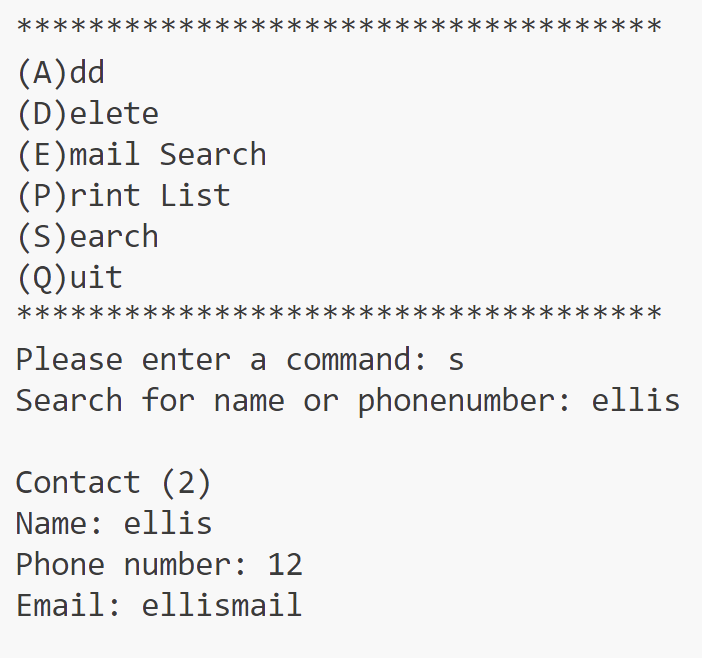 ************************************
(A)dd
(D)elete
(E)mail Search
(P)rint List
(S)earch
(Q)uit
************************************
Please enter a command: s
Search for name or phonenumber: ellis
Contact (2)
Name: ellis
Phone number: 12
Email: ellismail